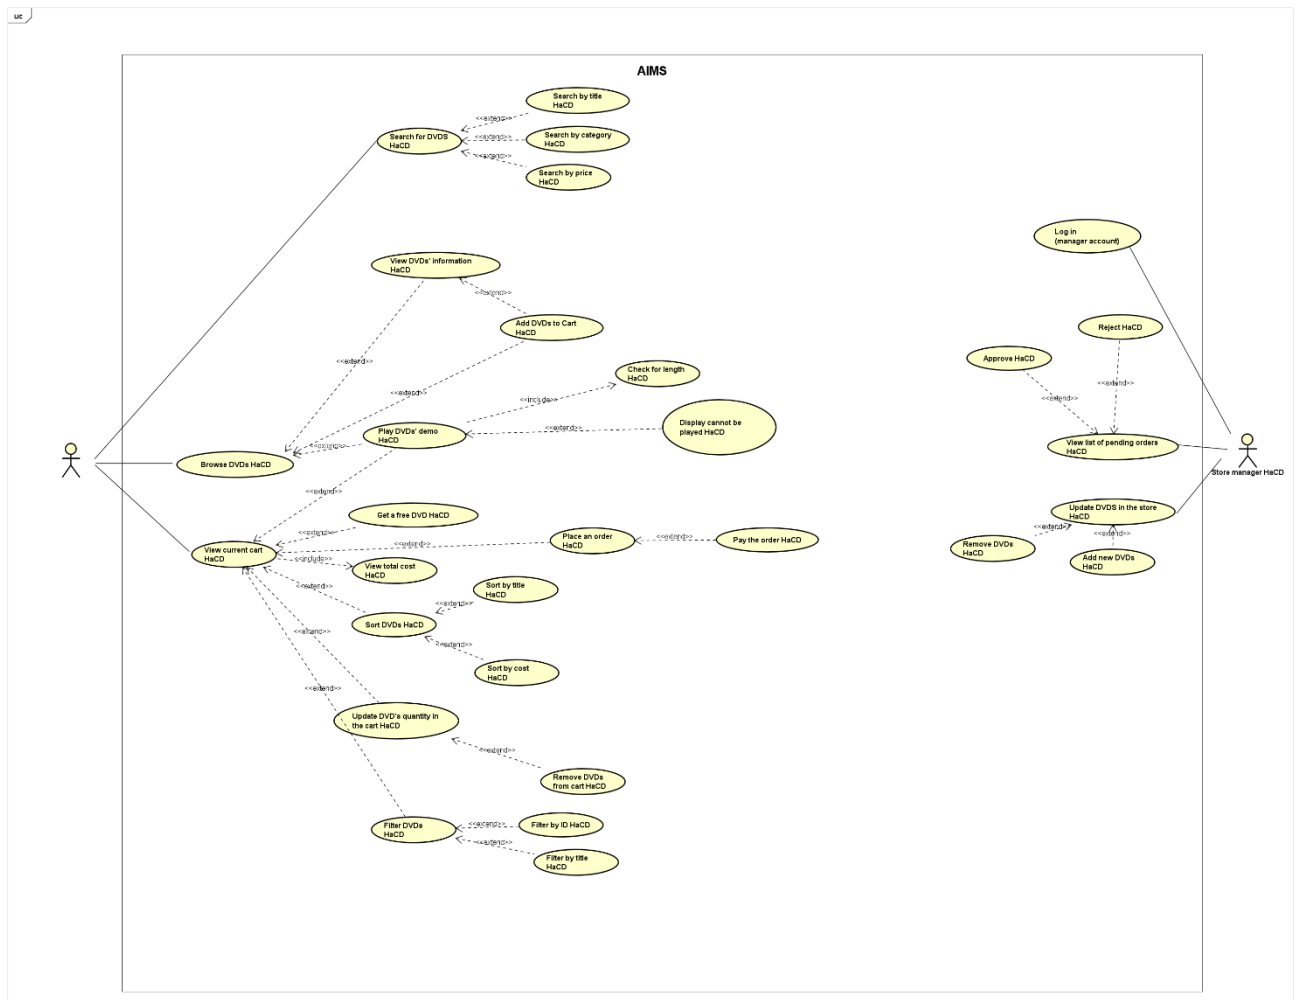 uc
AIMS
Search by title
HaCD
<<extend>>
Search for DVDS
HaCD
<<extend>>
Search by category
HaCD
<<extend>>
Search by price
HaCD
Log in
(manager account)
View DVDs' information
HaCD
<<extend>>
Add DVDs to Cart
HaCD
Reject HaCD
Approve HaCD
<<extend>>
Check for length
HaCD
<<extend>>
<<extend>>
<<include>>
<<extend>>
Display cannot be
played HaCD
<<extend>>
Play DVDs' demo
HaCD
<<extend>>
View list of pending orders
HaCD
Browse DVDs HaCD
Store manager HaCD
<<extend>>
Get a free DVD HaCD
Update DVDS in the store
HaCD
<<extend>>
<<extend>>
<<extend>>
Place an order
HaCD
<<extend>>
Pay the order HaCD
Remove DVDs
HaCD
<<extend>>
Add new DVDs
HaCD
View current cart
HaCD
<<include>>
View total cost
HaCD
<<extend>>
Sort by title
HaCD
<<extend>>
Sort DVDs HaCD
<<extend>>
<<extend>>
Sort by cost
HaCD
<<extend>>
Update DVD's quantity in
the cart HaCD
<<extend>>
Remove DVDs
from cart HaCD
Filter DVDs
HaCD
<<extend>>
Filter by ID HaCD
<<extend>>
Filter by title
HaCD